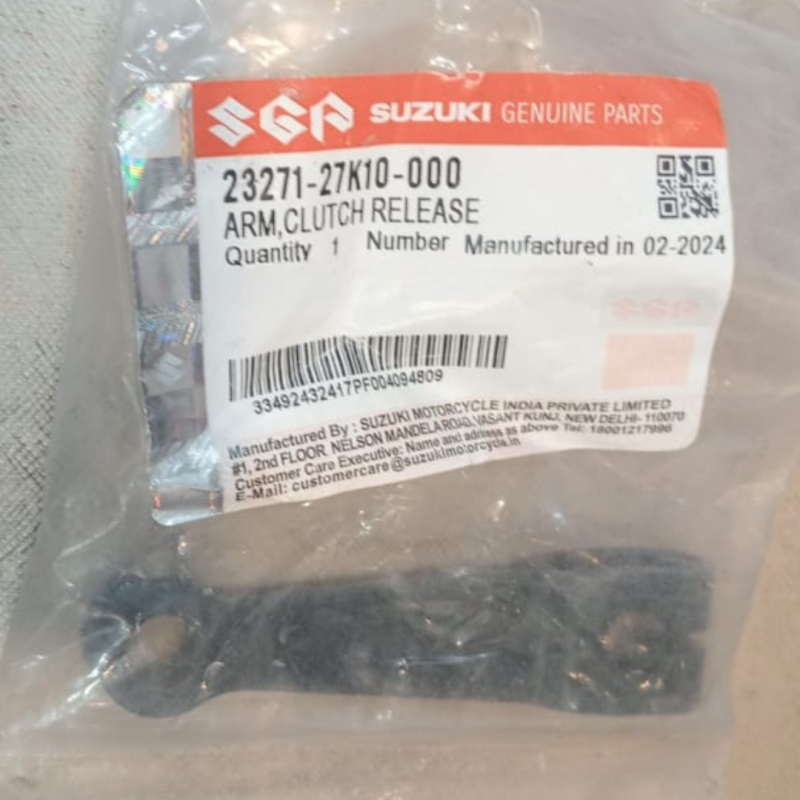 SGP SUZUKI GENUINE PARTS
23271-27K10-000
ARM,CLUTCH RELEASE
Quantity 1 Number Manufactured in 02-2024
33492432417PF004094809
Manufactured By : SUZUKI MOTORCYCLE INDIA PRIVATE LIMITED
#1, 2nd FLOOR, NELSON MANDELA ROAD, VASANT KUNJ, NEW DELHI- 110070
Customer Care Executive: Name and address as above Tel: 18001217996
E-Mail: customercare@suzukimotorcycle.in
SGP